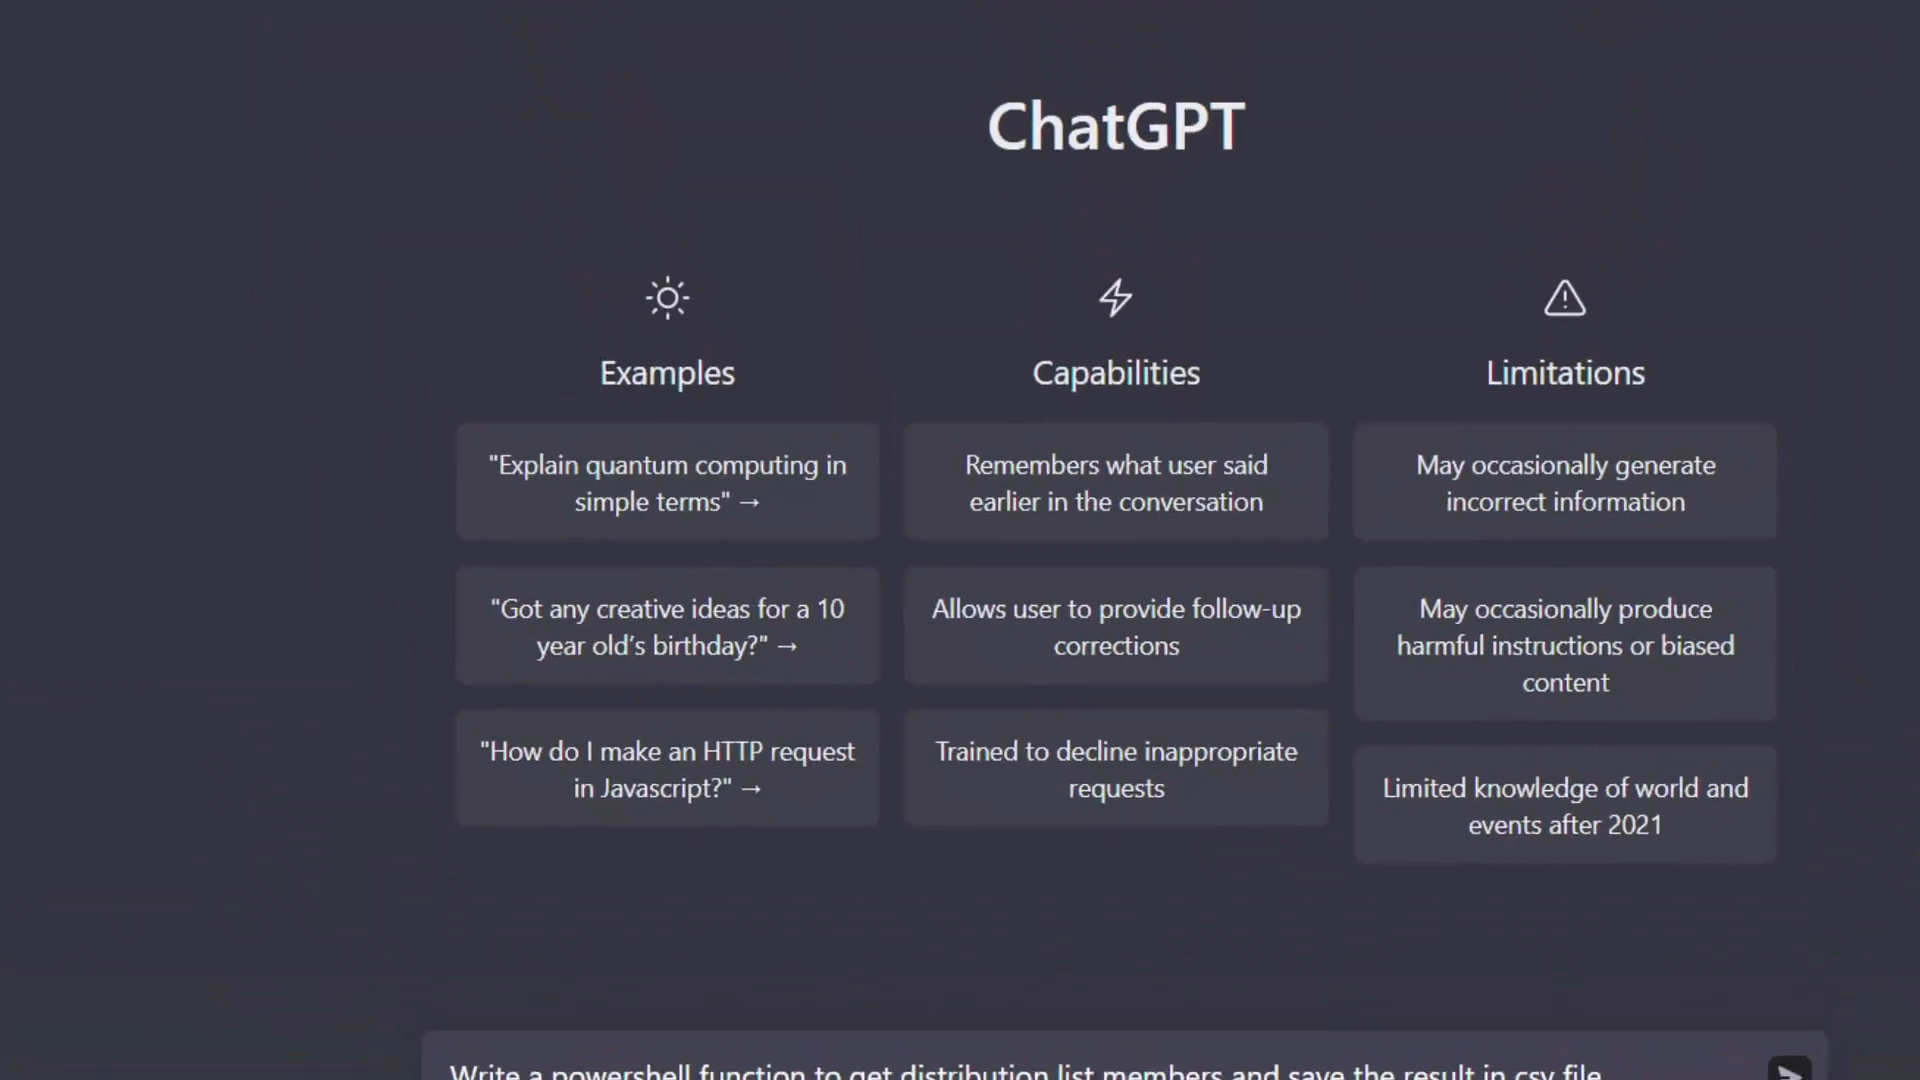 ChatGPT
Examples
"Explain quantum computing in
simple terms" →
"Got any creative ideas for a 10
year old’s birthday?" →
"How do I make an HTTP request
in Javascript?" →
Capabilities
Remembers what user said
earlier in the conversation
Allows user to provide follow-up
corrections
Trained to decline inappropriate
requests
Limitations
May occasionally generate
incorrect information
May occasionally produce
harmful instructions or biased
content
Limited knowledge of world and
events after 2021
Write a powershell function to get distribution list members and save the result in csv file